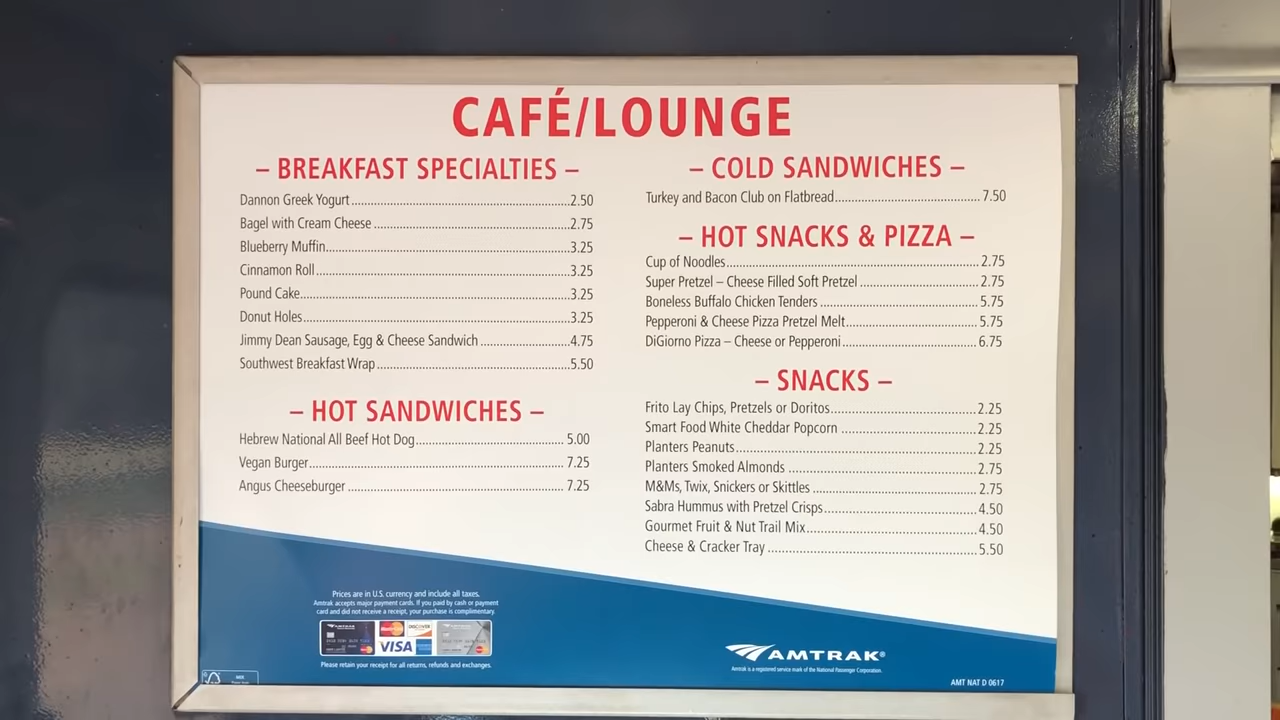 CAFÉ/LOUNGE
– BREAKFAST SPECIALTIES –
Dannon Greek Yogurt 2.50
Bagel with Cream Cheese 2.75
Blueberry Muffin 3.25
Cinnamon Roll 3.25
Pound Cake 3.25
Donut Holes 3.25
Jimmy Dean Sausage, Egg & Cheese Sandwich 4.75
Southwest Breakfast Wrap 5.50
– HOT SANDWICHES –
Hebrew National All Beef Hot Dog 5.00
Vegan Burger 7.25
Angus Cheeseburger 7.25
– COLD SANDWICHES –
Turkey and Bacon Club on Flatbread 7.50
– HOT SNACKS & PIZZA –
Cup of Noodles 2.75
Super Pretzel – Cheese Filled Soft Pretzel 2.75
Boneless Buffalo Chicken Tenders 5.75
Pepperoni & Cheese Pizza Pretzel Melt 5.75
DiGiorno Pizza – Cheese or Pepperoni 6.75
– SNACKS –
Frito Lay Chips, Pretzels or Doritos 2.25
Smart Food White Cheddar Popcorn 2.25
Planters Peanuts 2.25
Planters Smoked Almonds 2.75
M&Ms, Twix, Snickers or Skittles 2.75
Sabra Hummus with Pretzel Crisps 4.50
Gourmet Fruit & Nut Trail Mix 4.50
Cheese & Cracker Tray 5.50
Prices are in U.S. currency and include all taxes.
Amtrak accepts major payment cards. If you paid by cash or payment
card and did not receive a receipt, your purchase is complimentary.
AMTRAK MasterCard DISCOVER AMTRAK
VISA
Please retain your receipt for all returns, refunds and exchanges.
AMTRAK®
Amtrak is a registered service mark of the National Passenger Corporation.
AMT NAT D 0617